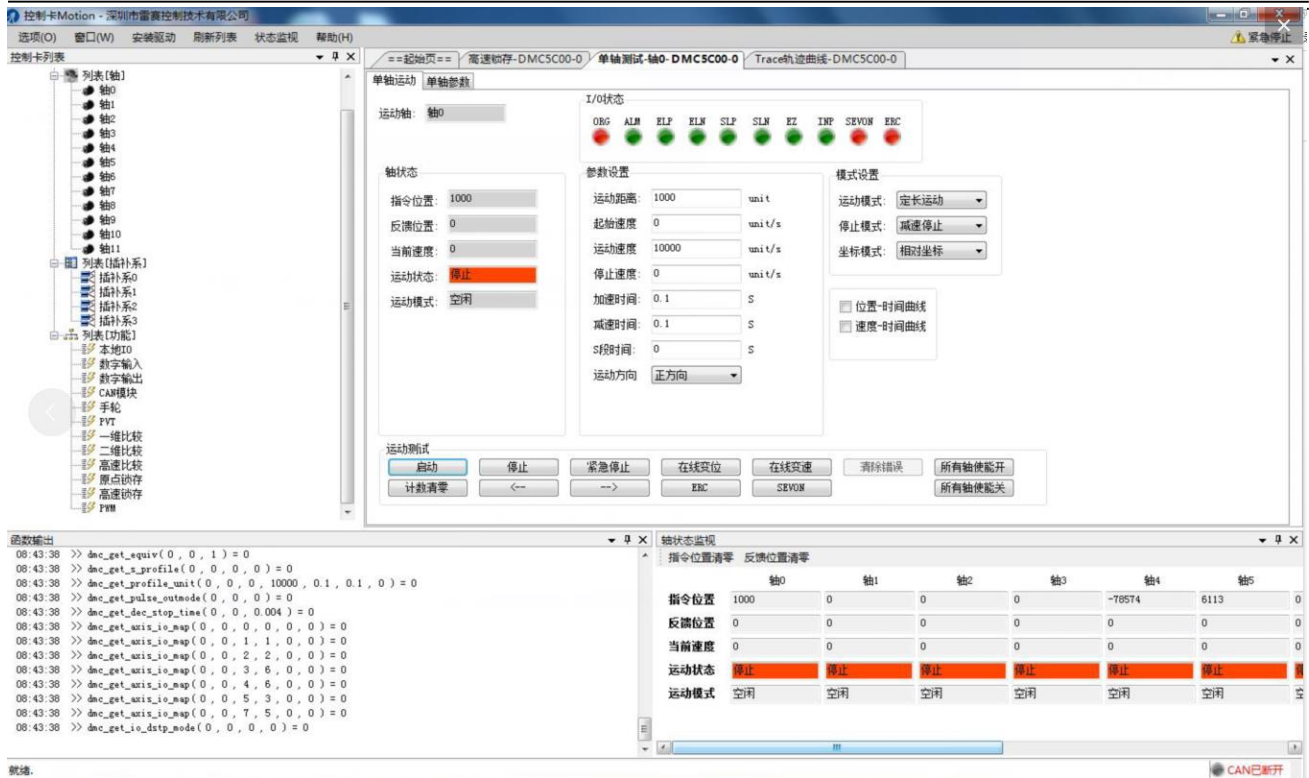 控制卡Motion - 深圳市雷赛控制技术有限公司
选项(O) 窗口(W) 安装驱动 刷新列表 状态监视 帮助(H) 紧急停止
控制卡列表
列表[轴]
轴0
轴1
轴2
轴3
轴4
轴5
轴6
轴7
轴8
轴9
轴10
轴11
列表[插补系]
插补系0
插补系1
插补系2
插补系3
列表[功能]
本地IO
数字输入
数字输出
CAN模块
手轮
PVT
一维比较
二维比较
高速比较
原点锁存
高速锁存
PWM
==起始页== 高速锁存-DMC5C00-0 单轴测试-轴0-DMC5C00-0 Trace轨迹曲线-DMC5C00-0
单轴运动 单轴参数
运动轴: 轴0
I/O状态
ORG ALM ELP ELN SLP SLN EZ INP SEVON ERC
轴状态
指令位置: 1000
反馈位置: 0
当前速度: 0
运动状态: 停止
运动模式: 空闲
参数设置
运动距离: 1000 unit
起始速度 0 unit/s
运动速度 10000 unit/s
停止速度: 0 unit/s
加速时间: 0.1 S
减速时间: 0.1 S
S段时间: 0 S
运动方向 正方向
模式设置
运动模式: 定长运动
停止模式: 减速停止
坐标模式: 相对坐标
位置-时间曲线
速度-时间曲线
运动测试
启动 停止 紧急停止 在线变位 在线变速 清除错误 所有轴使能开
计数清零 <-- --> ERC SEVON 所有轴使能关
函数输出
08:43:38 >> dmc_get_equiv( 0 , 0 , 1 ) = 0
08:43:38 >> dmc_get_s_profile( 0 , 0 , 0 , 0 ) = 0
08:43:38 >> dmc_get_profile_unit( 0 , 0 , 0 , 10000 , 0.1 , 0.1 , 0 ) = 0
08:43:38 >> dmc_get_pulse_outmode( 0 , 0 , 0 ) = 0
08:43:38 >> dmc_get_dec_stop_time( 0 , 0 , 0.004 ) = 0
08:43:38 >> dmc_get_axis_io_map( 0 , 0 , 0 , 0 , 0 , 0 ) = 0
08:43:38 >> dmc_get_axis_io_map( 0 , 0 , 1 , 1 , 0 , 0 ) = 0
08:43:38 >> dmc_get_axis_io_map( 0 , 0 , 2 , 2 , 0 , 0 ) = 0
08:43:38 >> dmc_get_axis_io_map( 0 , 0 , 3 , 6 , 0 , 0 ) = 0
08:43:38 >> dmc_get_axis_io_map( 0 , 0 , 4 , 6 , 0 , 0 ) = 0
08:43:38 >> dmc_get_axis_io_map( 0 , 0 , 5 , 3 , 0 , 0 ) = 0
08:43:38 >> dmc_get_axis_io_map( 0 , 0 , 7 , 5 , 0 , 0 ) = 0
08:43:38 >> dmc_get_io_dstp_mode( 0 , 0 , 0 , 0 ) = 0
轴状态监视
指令位置清零 反馈位置清零
轴0 轴1 轴2 轴3 轴4 轴5
指令位置 1000 0 0 0 -78574 6113 0
反馈位置 0 0 0 0 0 0 0
当前速度 0 0 0 0 0 0 0
运动状态 停止 停止 停止 停止 停止 停止
运动模式 空闲 空闲 空闲 空闲 空闲 空闲
就绪. CAN已断开